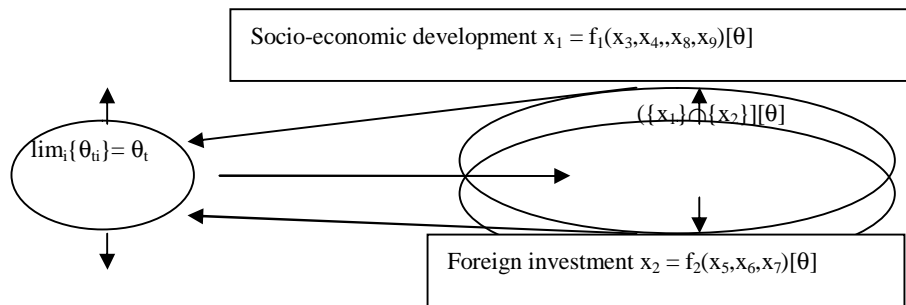 Socio-economic development x₁ = f₁(x₃,x₄,,x₈,x₉)[θ]
({x₁}∩{x₂}][θ]
limᵢ{θₜᵢ}= θₜ
Foreign investment x₂ = f₂(x₅,x₆,x₇)[θ]